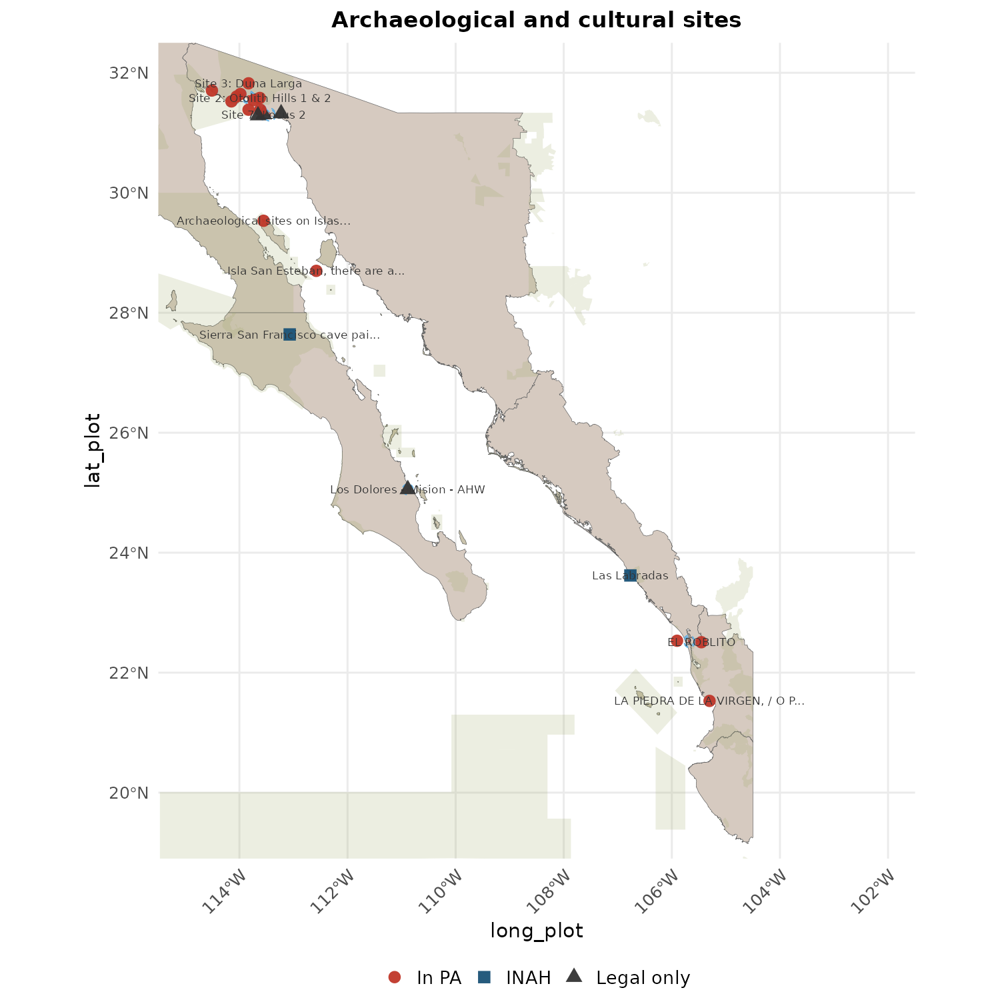 Archaeological and cultural sites
32°N
Site 3: Duna Larga
Site 2: Otolith Hills 1 & 2
Site 7:
2
30°N
Archaeological sites on Islas...
Isla San Esteban, there are a...
28°N
Sierra San Francisco cave pai...
26°N
lat_plot
Los Dolores - Mision - AHW
24°N
Las Labradas
EL ROBLITO
22°N
LA PIEDRA DE LA VIRGEN, / O P...
20°N
114°W
112°W
110°W
108°W
106°W
104°W
102°W
long_plot
In PA
INAH
Legal only